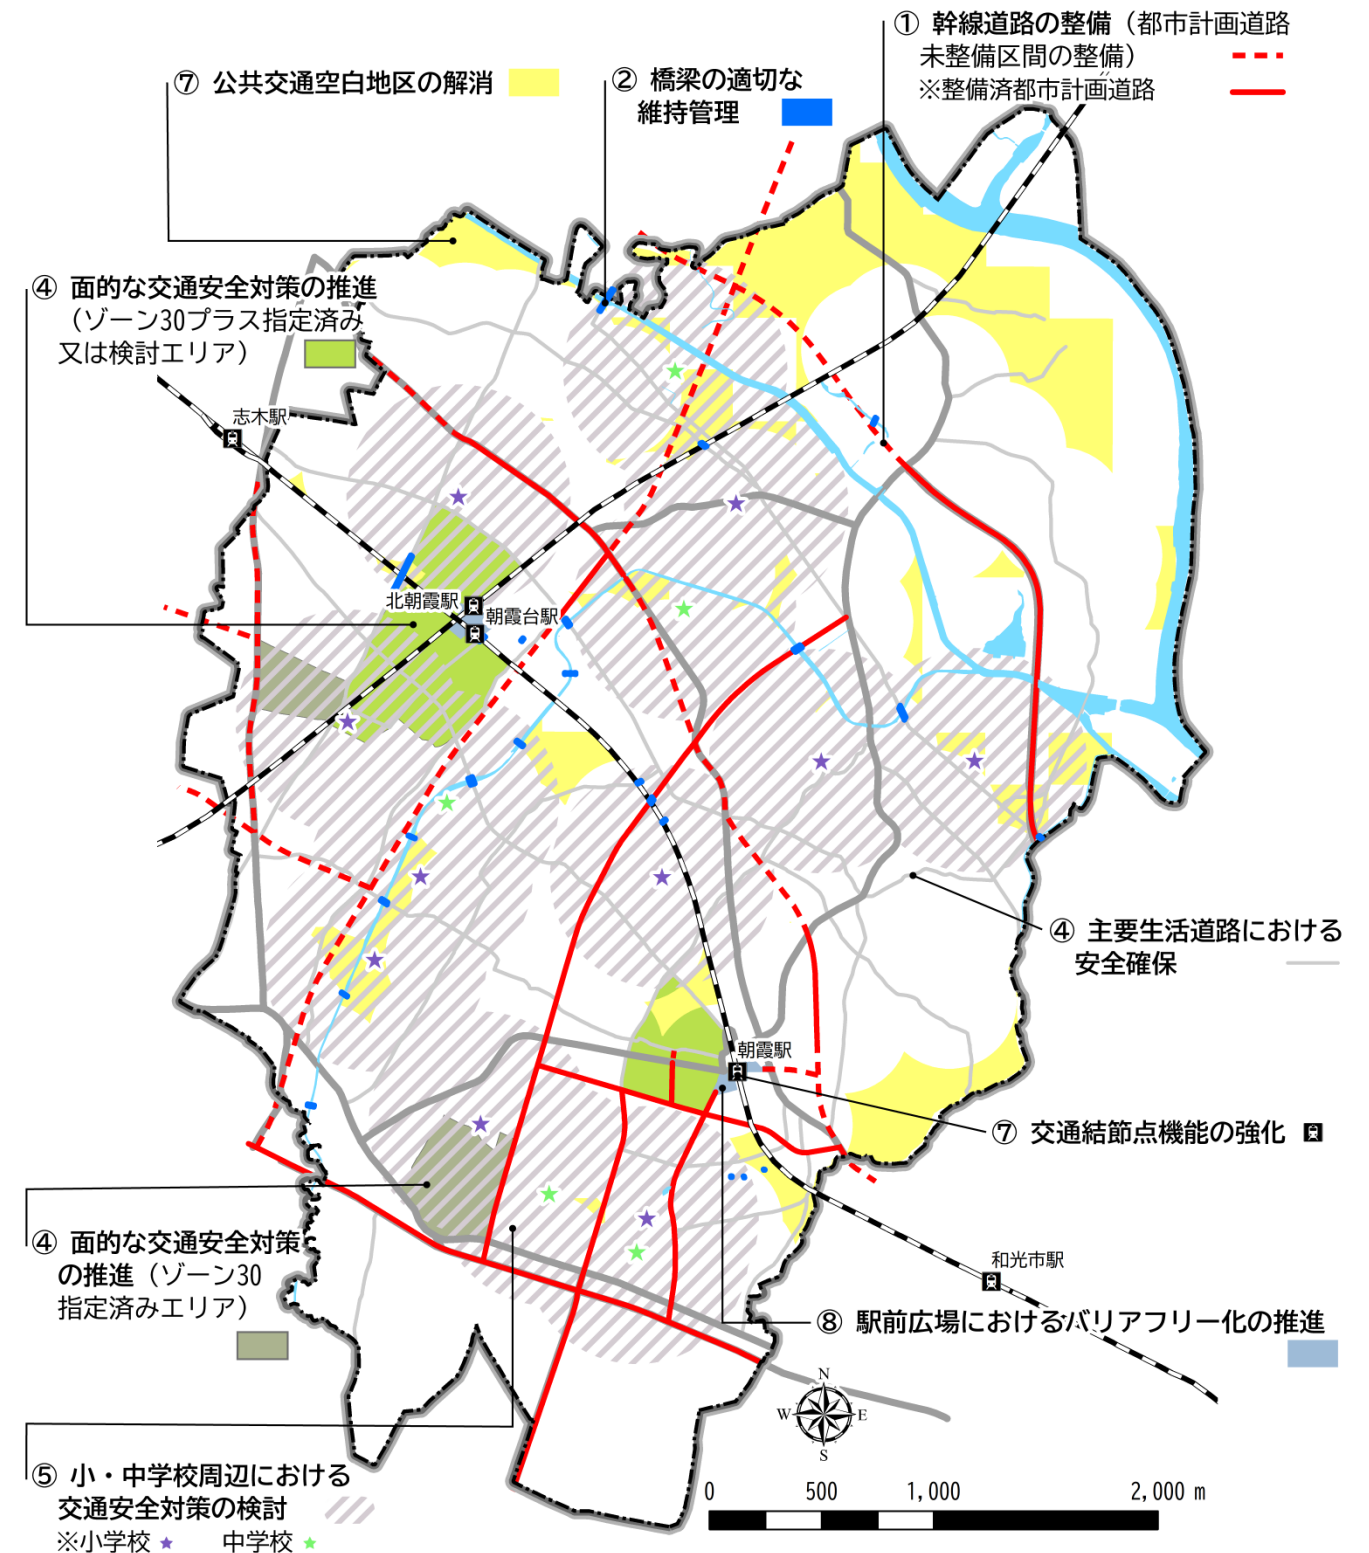 ① 幹線道路の整備（都市計画道路
未整備区間の整備）
※整備済都市計画道路
⑦ 公共交通空白地区の解消
② 橋梁の適切な
維持管理
④ 面的な交通安全対策の推進
（ゾーン30プラス指定済み
又は検討エリア）
志木駅
北朝霞駅
朝霞台駅
④ 主要生活道路における
安全確保
朝霞駅
⑦ 交通結節点機能の強化
④ 面的な交通安全対策
の推進（ゾーン30
指定済みエリア）
和光市駅
⑧ 駅前広場におけるバリアフリー化の推進
N
W
E
S
⑤ 小・中学校周辺における
交通安全対策の検討
※小学校 ★ 中学校 ★
0 500 1,000 2,000 m